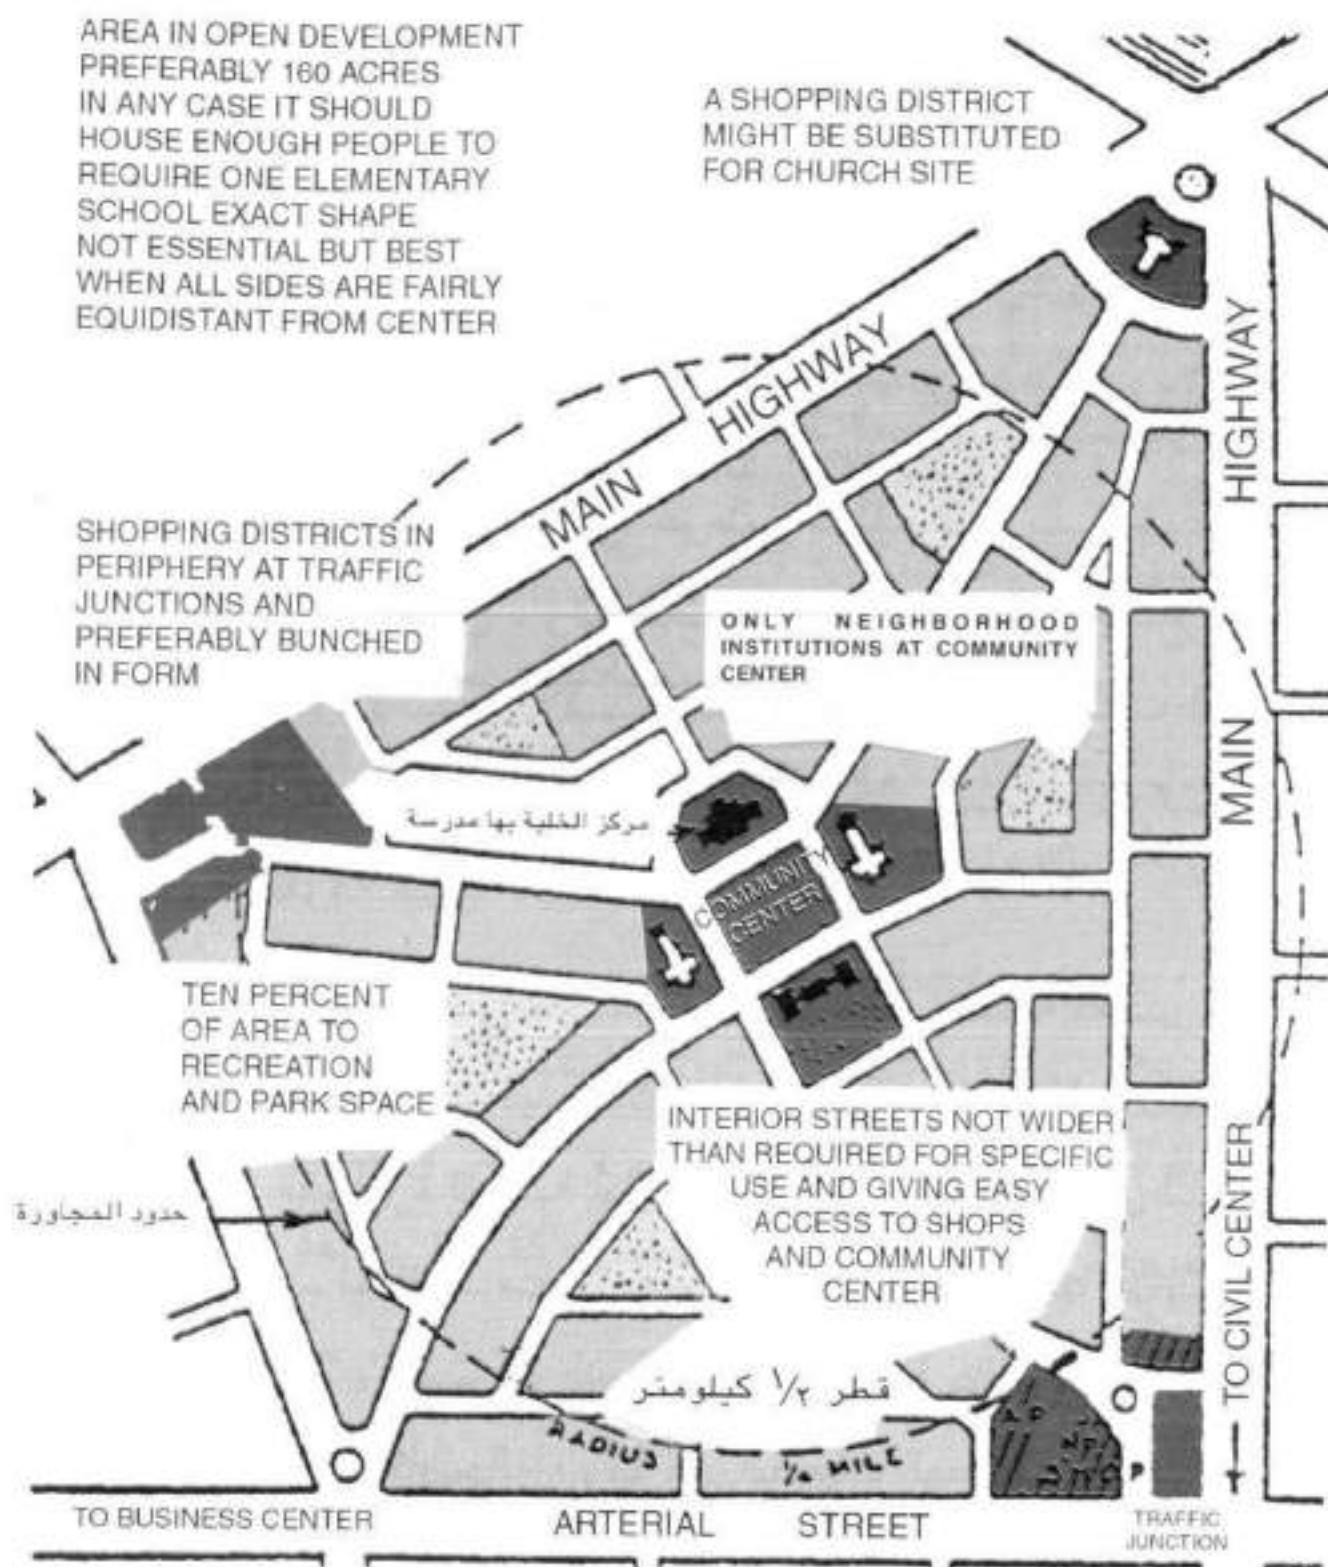 AREA IN OPEN DEVELOPMENT
PREFERABLY 160 ACRES
IN ANY CASE IT SHOULD
HOUSE ENOUGH PEOPLE TO
REQUIRE ONE ELEMENTARY
SCHOOL EXACT SHAPE
NOT ESSENTIAL BUT BEST
WHEN ALL SIDES ARE FAIRLY
EQUIDISTANT FROM CENTER
A SHOPPING DISTRICT
MIGHT BE SUBSTITUTED
FOR CHURCH SITE
MAIN HIGHWAY
HIGHWAY
MAIN
SHOPPING DISTRICTS IN
PERIPHERY AT TRAFFIC
JUNCTIONS AND
PREFERABLY BUNCHED
IN FORM
ONLY NEIGHBORHOOD
INSTITUTIONS AT COMMUNITY
CENTER
مركز الخلية بها مدرسة
COMMUNITY
CENTER
TEN PERCENT
OF AREA TO
RECREATION
AND PARK SPACE
INTERIOR STREETS NOT WIDER
THAN REQUIRED FOR SPECIFIC
USE AND GIVING EASY
ACCESS TO SHOPS
AND COMMUNITY
CENTER
حدود المجاورة
TO CIVIL CENTER
قطر ١/٢ كيلومتر
RADIUS 1/4 MILE
TO BUSINESS CENTER
ARTERIAL STREET
TRAFFIC
JUNCTION